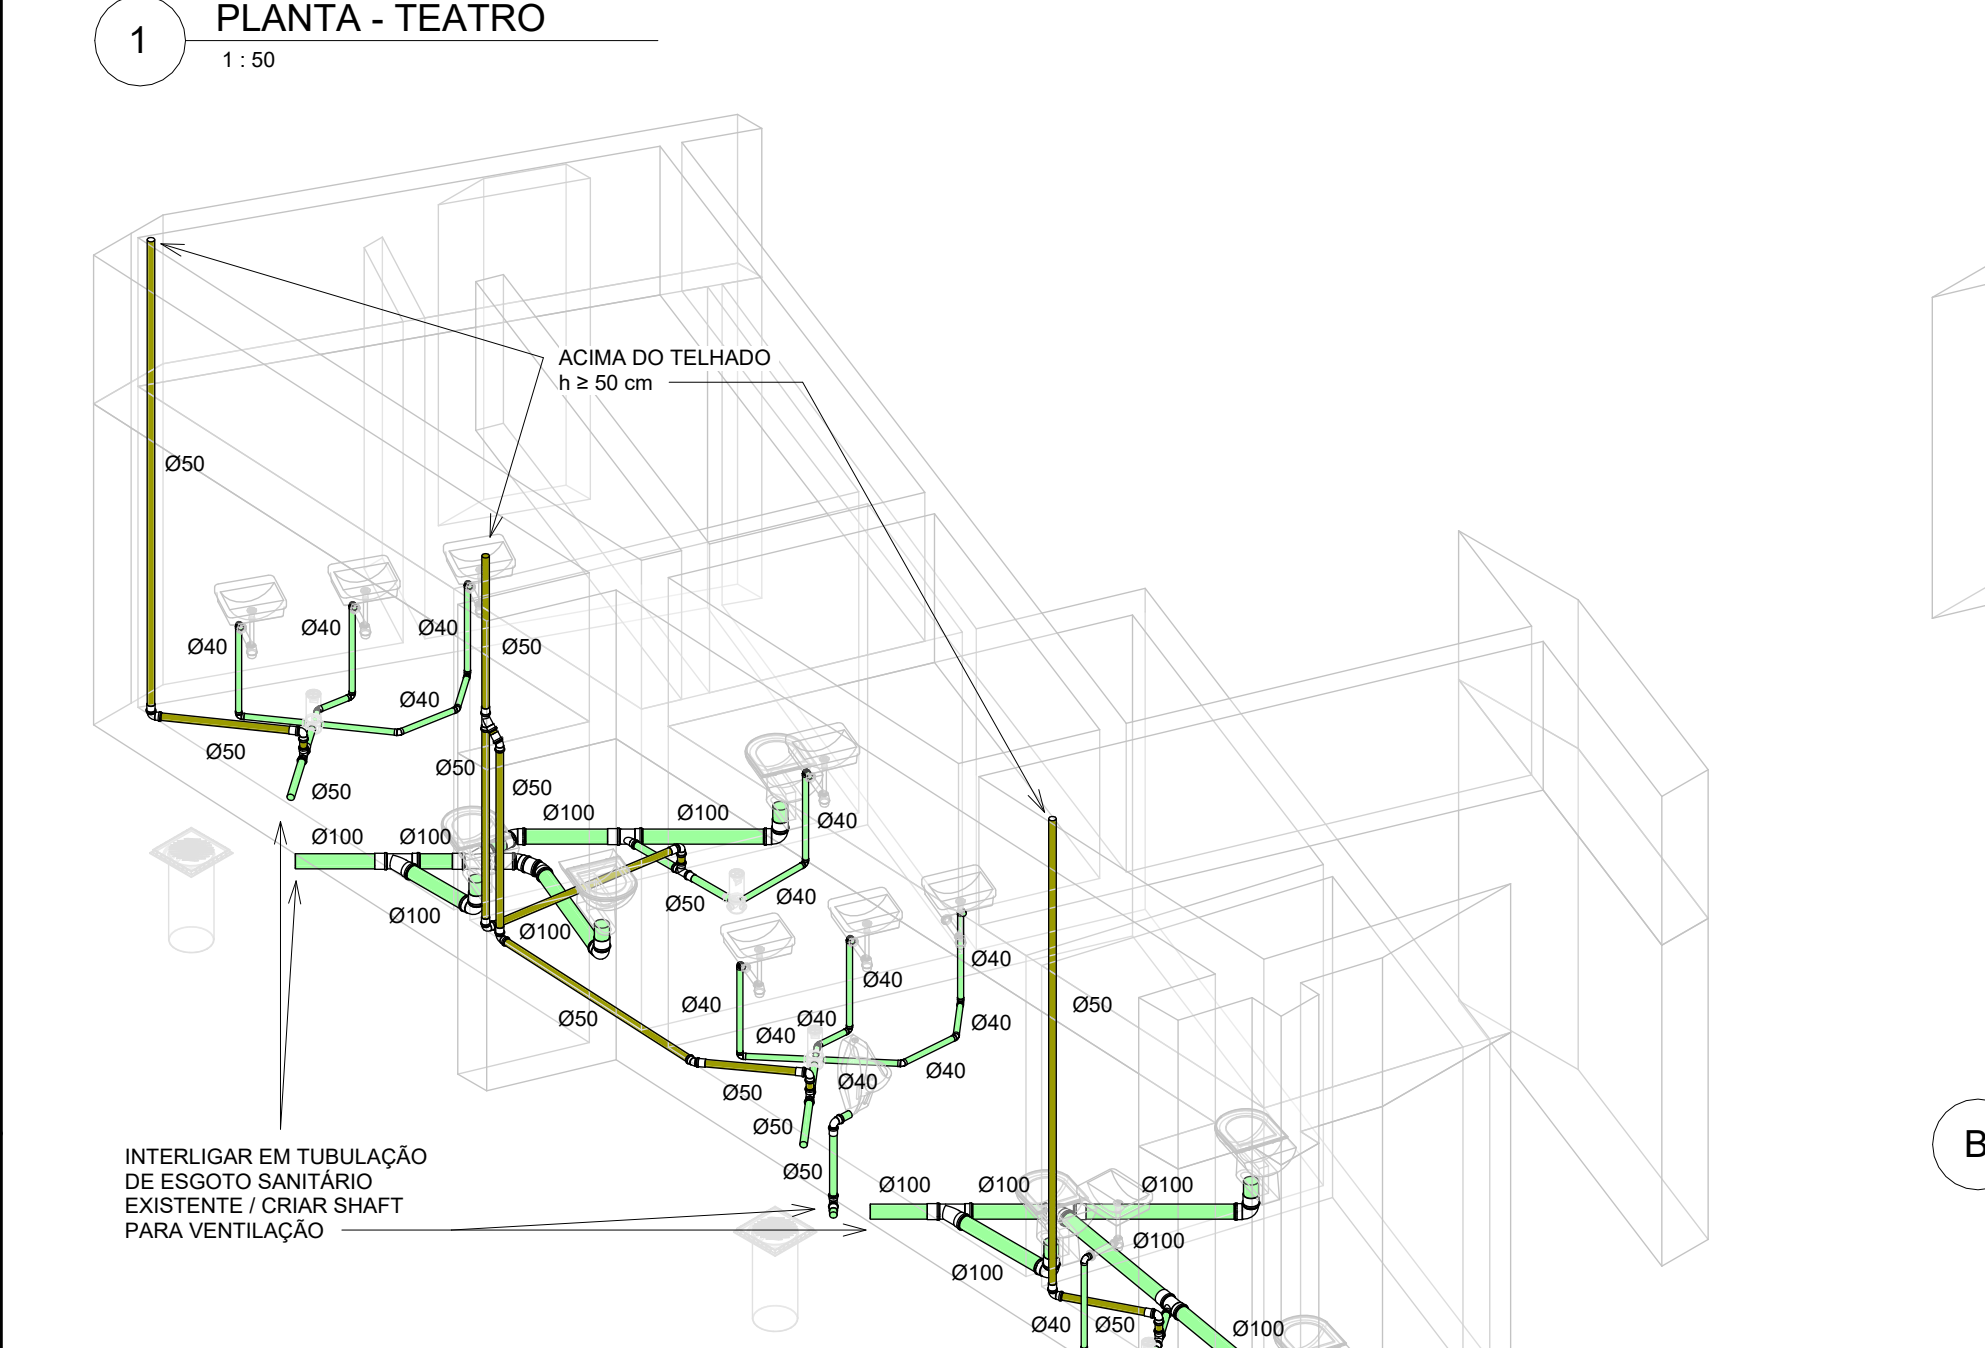 1
PLANTA - TEATRO
1 : 50
ACIMA DO TELHADO
h ≥ 50 cm
Ø50
Ø40
Ø40
Ø40
Ø50
Ø40
Ø50
Ø50
Ø50
Ø50
Ø100
Ø100
Ø100
Ø100
Ø40
Ø100
Ø50
Ø40
Ø100
Ø40
Ø40
Ø40
Ø50
Ø50
Ø40
Ø40
Ø40
Ø40
Ø40
Ø50
Ø50
B
INTERLIGAR EM TUBULAÇÃO
DE ESGOTO SANITÁRIO
EXISTENTE / CRIAR SHAFT
PARA VENTILAÇÃO
Ø50
Ø100
Ø100
Ø100
Ø100
Ø100
Ø40
Ø50
Ø100